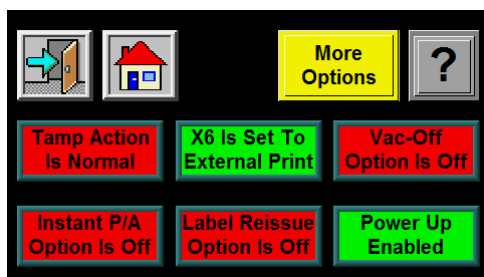 More
Options
?
Tamp Action
Is Normal
X6 Is Set To
External Print
Vac-Off
Option Is Off
Instant P/A
Option Is Off
Label Reissue
Option Is Off
Power Up
Enabled